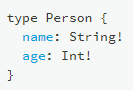 type Person {
  name: String!
  age: Int!
}